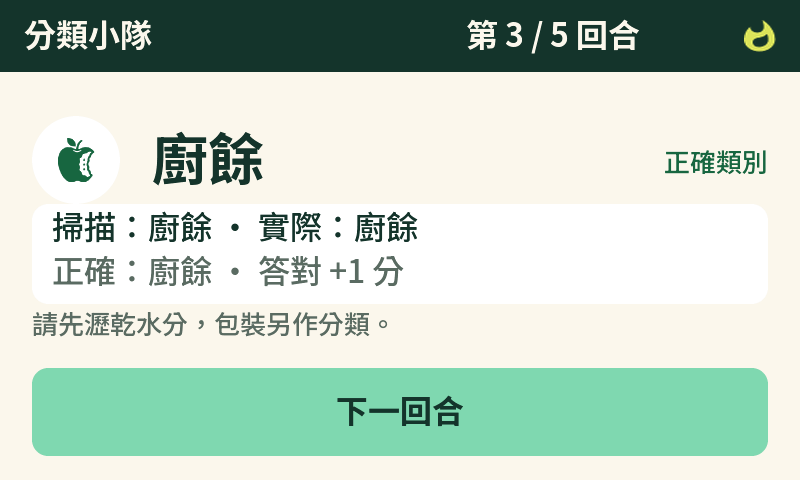 分類小隊
第 3 / 5 回合
廚餘
正確類別
掃描：廚餘 · 實際：廚餘
正確：廚餘 · 答對 +1 分
請先瀝乾水分，包裝另作分類。
下一回合